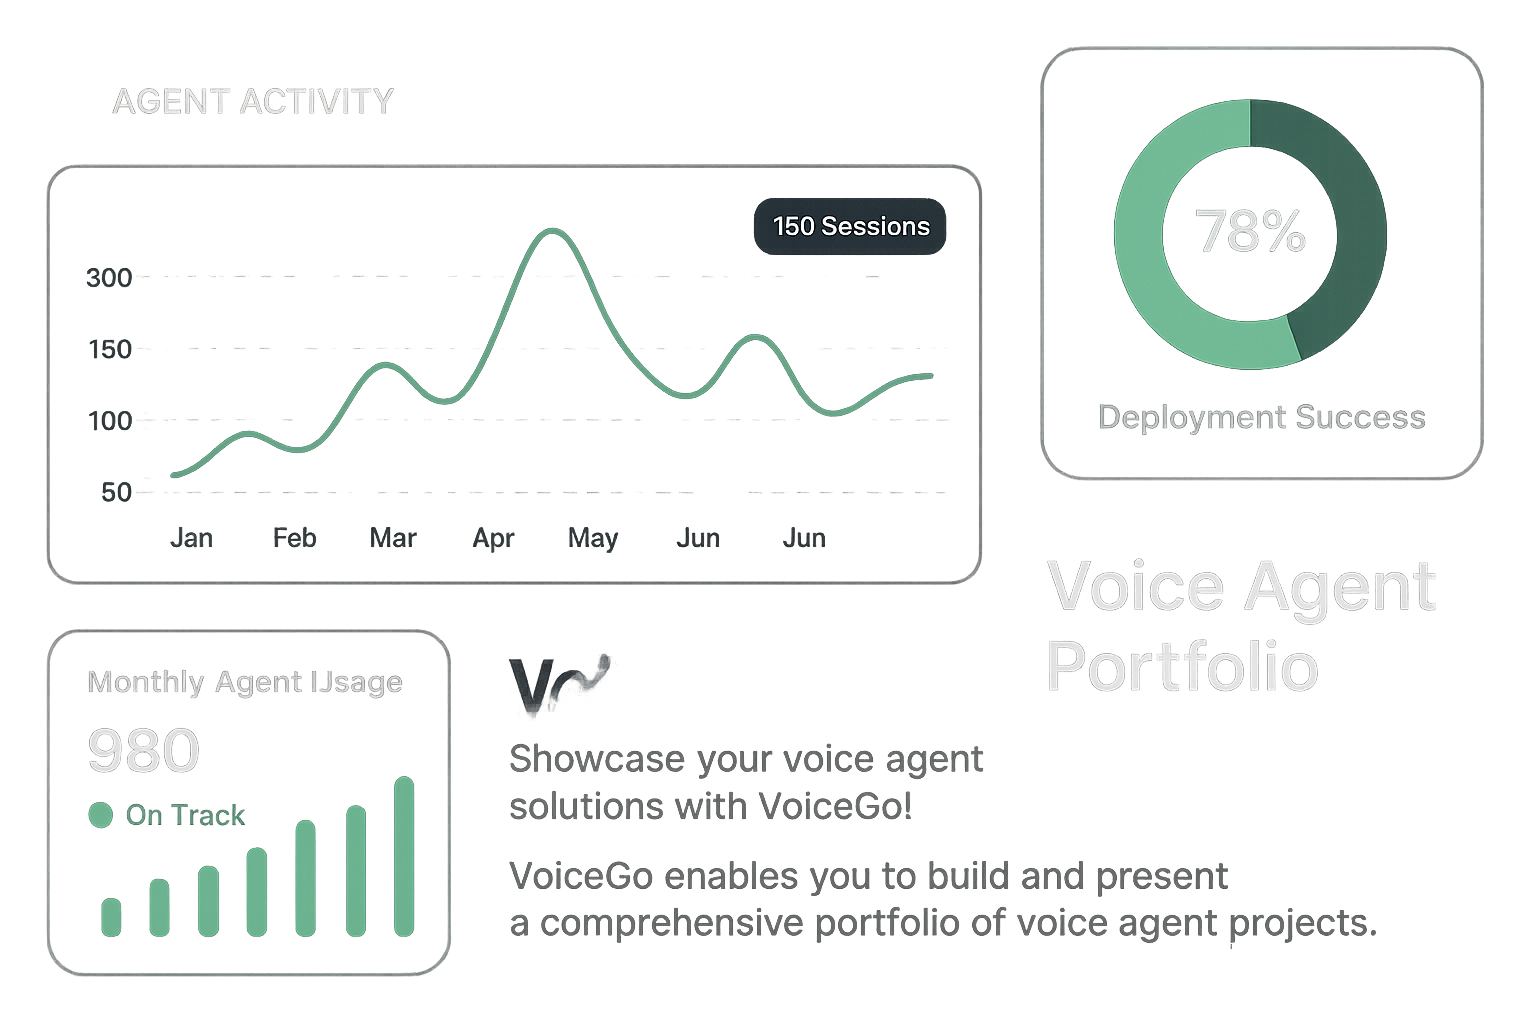 AGENT ACTIVITY
150 Sessions
300
150
100
50
Jan Feb Mar Apr May Jun Jun
78%
Deployment Success
Voice Agent
Portfolio
Monthly Agent IJsage
980
On Track
Showcase your voice agent
solutions with VoiceGo!
VoiceGo enables you to build and present
a comprehensive portfolio of voice agent projects.